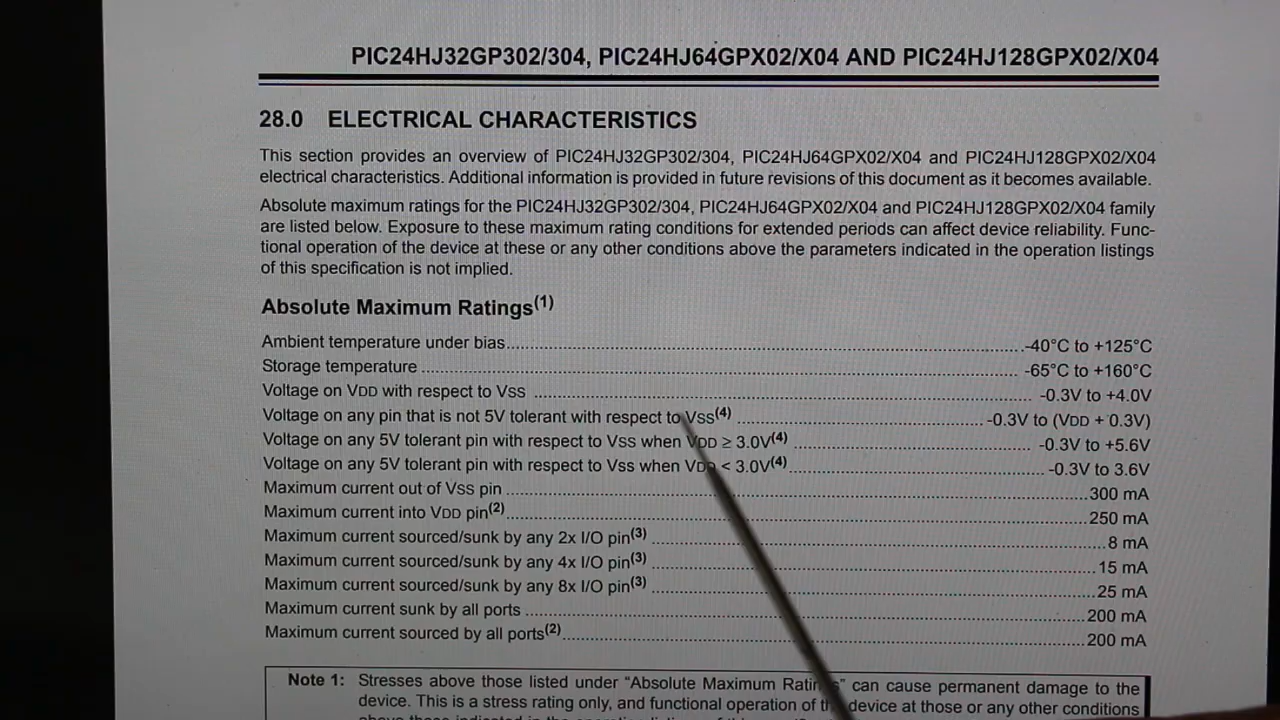 PIC24HJ32GP302/304, PIC24HJ64GPX02/X04 AND PIC24HJ128GPX02/X04
28.0 ELECTRICAL CHARACTERISTICS
This section provides an overview of PIC24HJ32GP302/304, PIC24HJ64GPX02/X04 and PIC24HJ128GPX02/X04
electrical characteristics. Additional information is provided in future revisions of this document as it becomes available.
Absolute maximum ratings for the PIC24HJ32GP302/304, PIC24HJ64GPX02/X04 and PIC24HJ128GPX02/X04 family
are listed below. Exposure to these maximum rating conditions for extended periods can affect device reliability. Func-
tional operation of the device at these or any other conditions above the parameters indicated in the operation listings
of this specification is not implied.
Absolute Maximum Ratings(1)
Ambient temperature under bias.....-40°C to +125°C
Storage temperature.....-65°C to +160°C
Voltage on VDD with respect to VSS.....-0.3V to +4.0V
Voltage on any pin that is not 5V tolerant with respect to VSS(4).....-0.3V to (VDD + 0.3V)
Voltage on any 5V tolerant pin with respect to VSS when VDD ≥ 3.0V(4).....-0.3V to +5.6V
Voltage on any 5V tolerant pin with respect to Vss when VDD < 3.0V(4).....-0.3V to 3.6V
Maximum current out of VSS pin.....300 mA
Maximum current into VDD pin(2).....250 mA
Maximum current sourced/sunk by any 2x I/O pin(3).....8 mA
Maximum current sourced/sunk by any 4x I/O pin(3).....15 mA
Maximum current sourced/sunk by any 8x I/O pin(3).....25 mA
Maximum current sunk by all ports.....200 mA
Maximum current sourced by all ports(2).....200 mA
Note 1: Stresses above those listed under “Absolute Maximum Ratings” can cause permanent damage to the
device. This is a stress rating only, and functional operation of the device at those or any other conditions